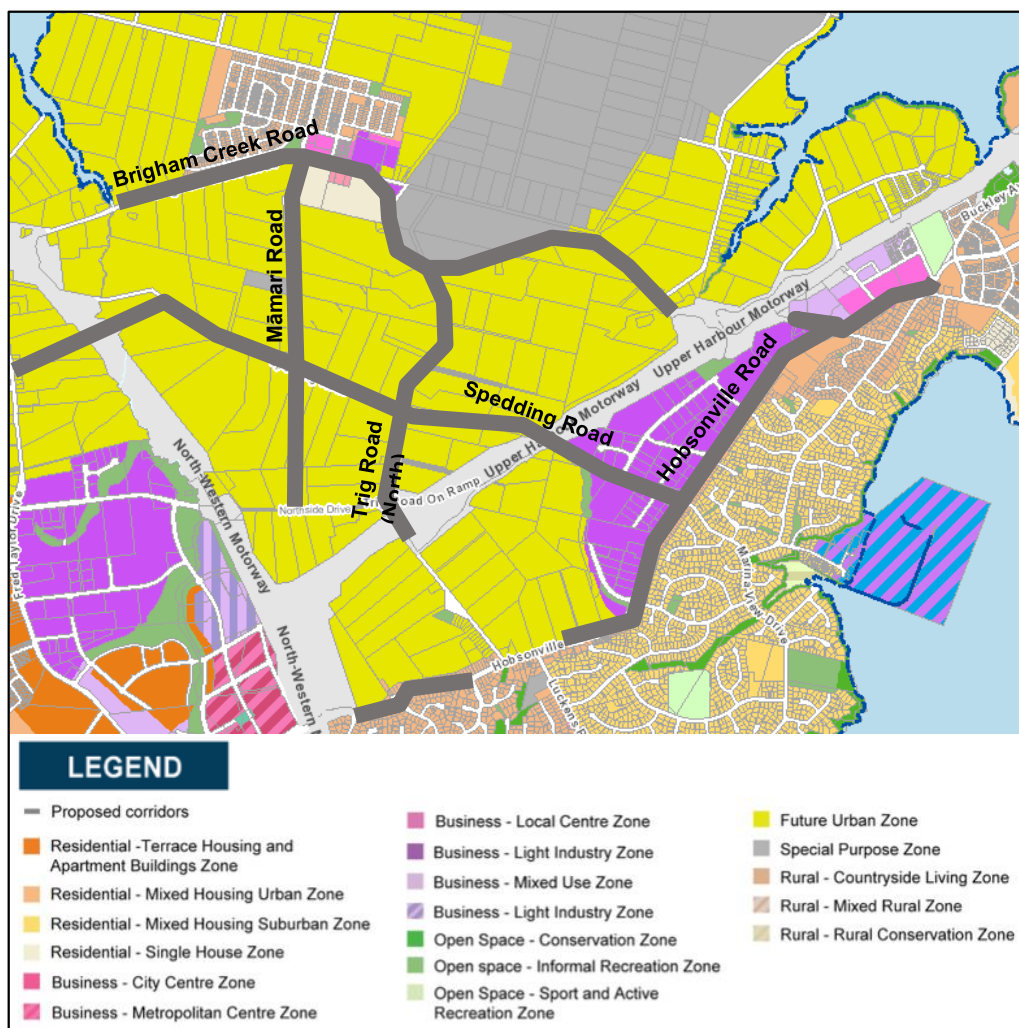 Brigham Creek Road
Māmari Road
Buckley Av
Upper Harbour Motorway
Hobsonville Road
Spedding Road
Upper Harbour Motorway
Trig Road
(North)
Road On Ramp
Northside Drive
North-Western Motorway
Fred Taylor Drive
Marina View Drive
Hobsonville
Luckens R
North-Western M
LEGEND
Proposed corridors
Residential -Terrace Housing and
Apartment Buildings Zone
Residential - Mixed Housing Urban Zone
Residential - Mixed Housing Suburban Zone
Residential - Single House Zone
Business - City Centre Zone
Business - Metropolitan Centre Zone
Business - Local Centre Zone
Business - Light Industry Zone
Business - Mixed Use Zone
Business - Light Industry Zone
Open Space - Conservation Zone
Open space - Informal Recreation Zone
Open Space - Sport and Active
Recreation Zone
Future Urban Zone
Special Purpose Zone
Rural - Countryside Living Zone
Rural - Mixed Rural Zone
Rural - Rural Conservation Zone